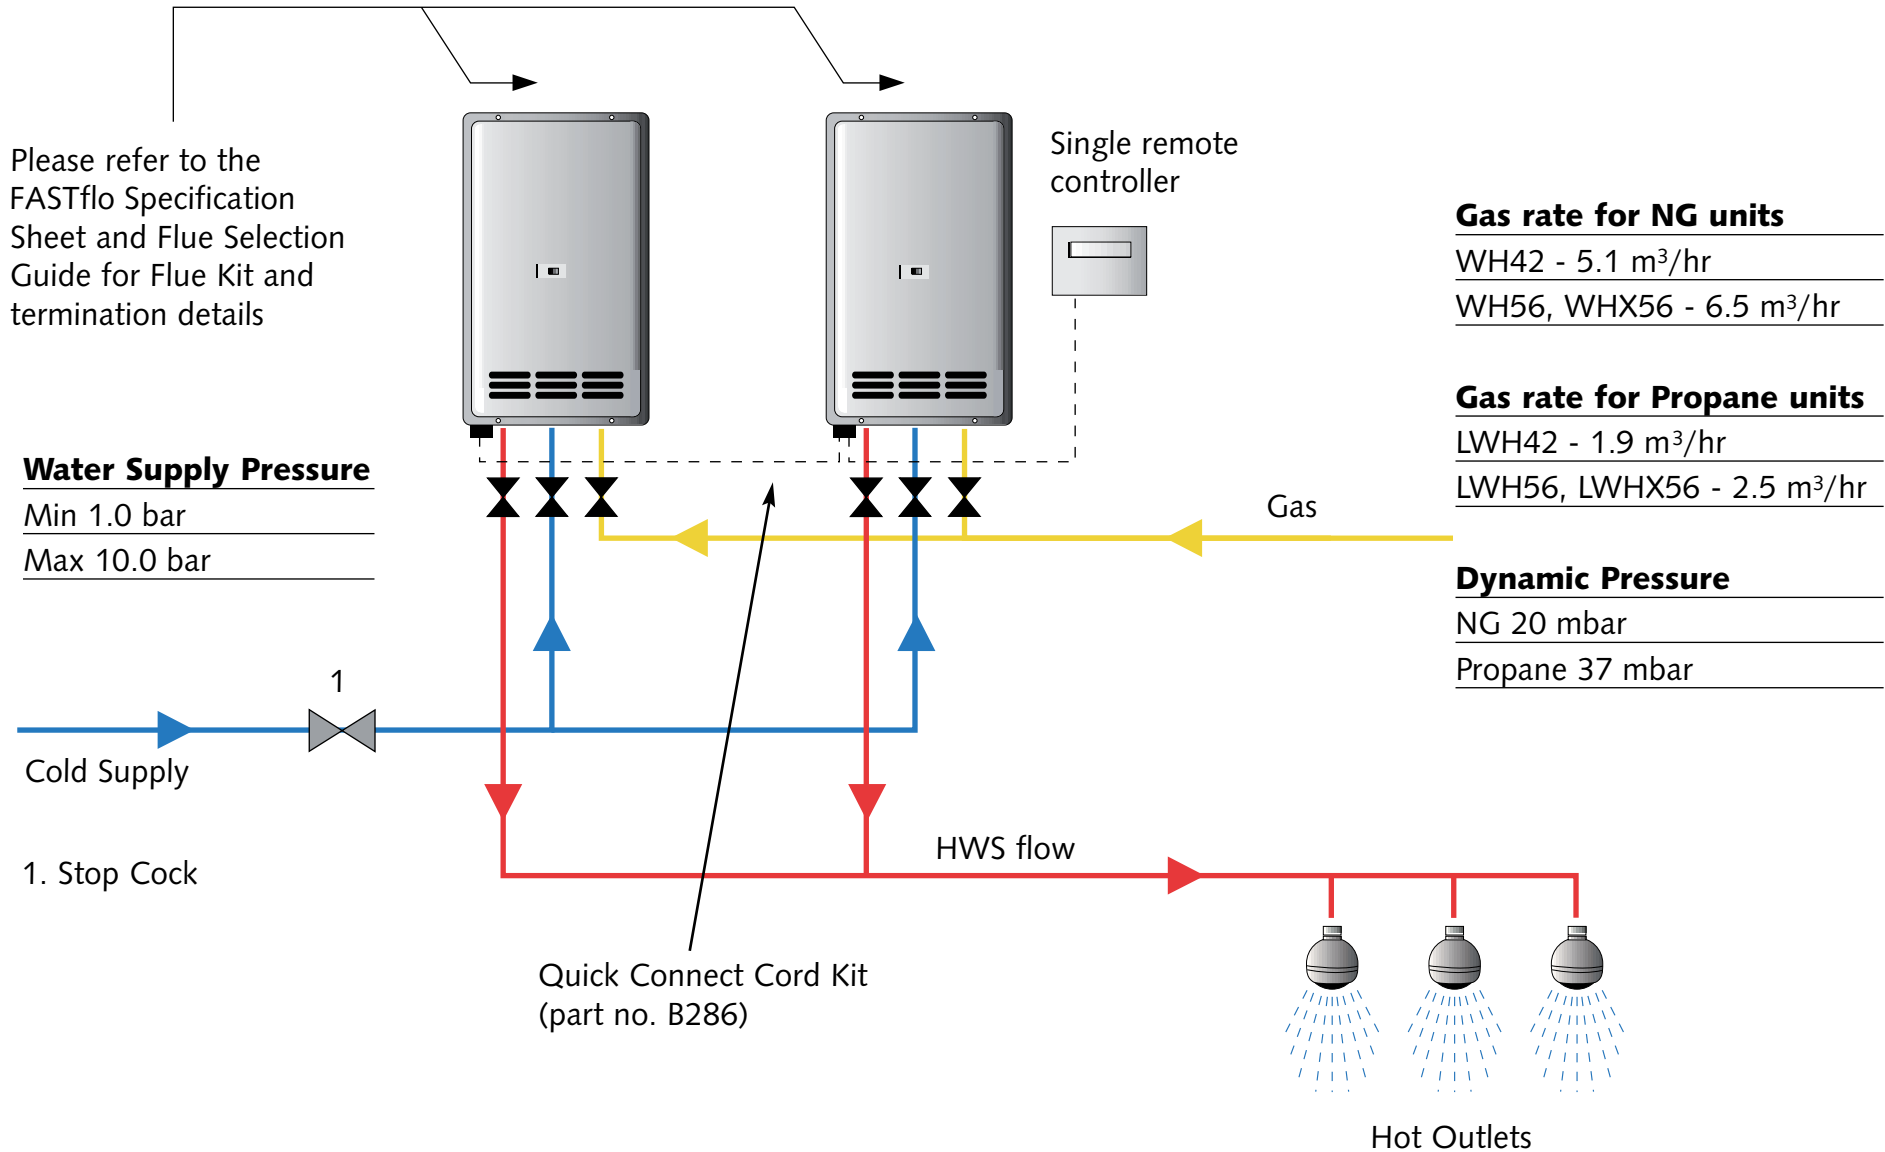 Please refer to the
FASTflo Specification
Sheet and Flue Selection
Guide for Flue Kit and
termination details
Single remote
controller
Gas rate for NG units
WH42 - 5.1 m³/hr
WH56, WHX56 - 6.5 m³/hr
Gas rate for Propane units
LWH42 - 1.9 m³/hr
LWH56, LWHX56 - 2.5 m³/hr
Dynamic Pressure
NG 20 mbar
Propane 37 mbar
Water Supply Pressure
Min 1.0 bar
Max 10.0 bar
Gas
1
Cold Supply
1. Stop Cock
HWS flow
Quick Connect Cord Kit
(part no. B286)
Hot Outlets